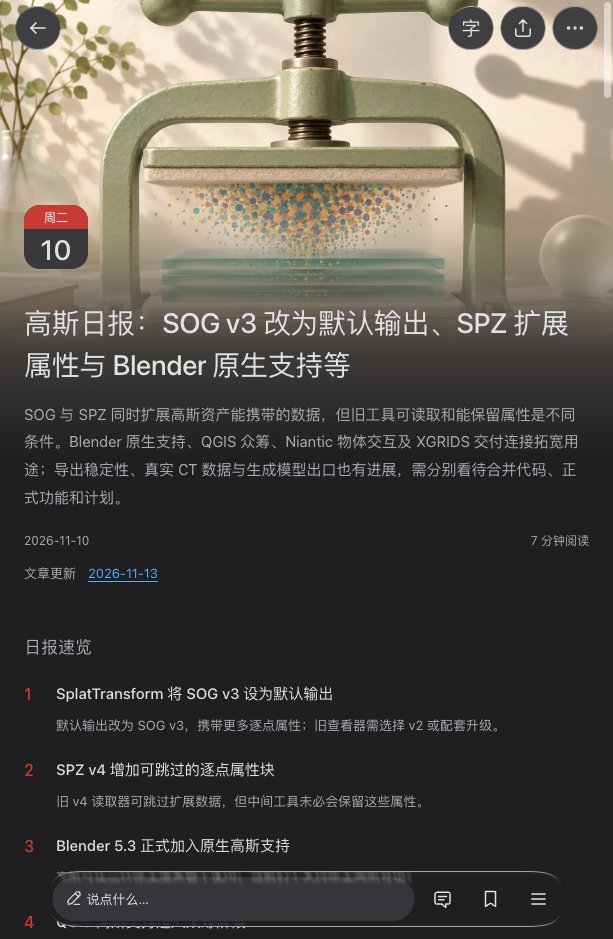 字
周二
10
高斯日报：SOG v3 改为默认输出、SPZ 扩展
属性与 Blender 原生支持等
SOG 与 SPZ 同时扩展高斯资产能携带的数据，但旧工具可读取和能保留属性是不同
条件。Blender 原生支持、QGIS 众筹、Niantic 物体交互及 XGRIDS 交付连接拓宽用
途；导出稳定性、真实 CT 数据与生成模型出口也有进展，需分别看待合并代码、正
式功能和计划。
2026-11-10
7 分钟阅读
文章更新 2026-11-13
日报速览
1 SplatTransform 将 SOG v3 设为默认输出
默认输出改为 SOG v3，携带更多逐点属性；旧查看器需选择 v2 或配套升级。
2 SPZ v4 增加可跳过的逐点属性块
旧 v4 读取器可跳过扩展数据，但中间工具未必会保留这些属性。
3 Blender 5.3 正式加入原生高斯支持
说点什么...
4